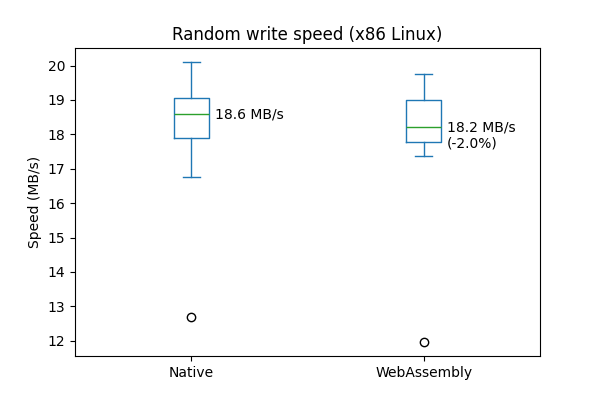 Random write speed (x86 Linux)
Speed (MB/s)
20
19
18
17
16
15
14
13
12
18.6 MB/s
18.2 MB/s
(-2.0%)
Native
WebAssembly